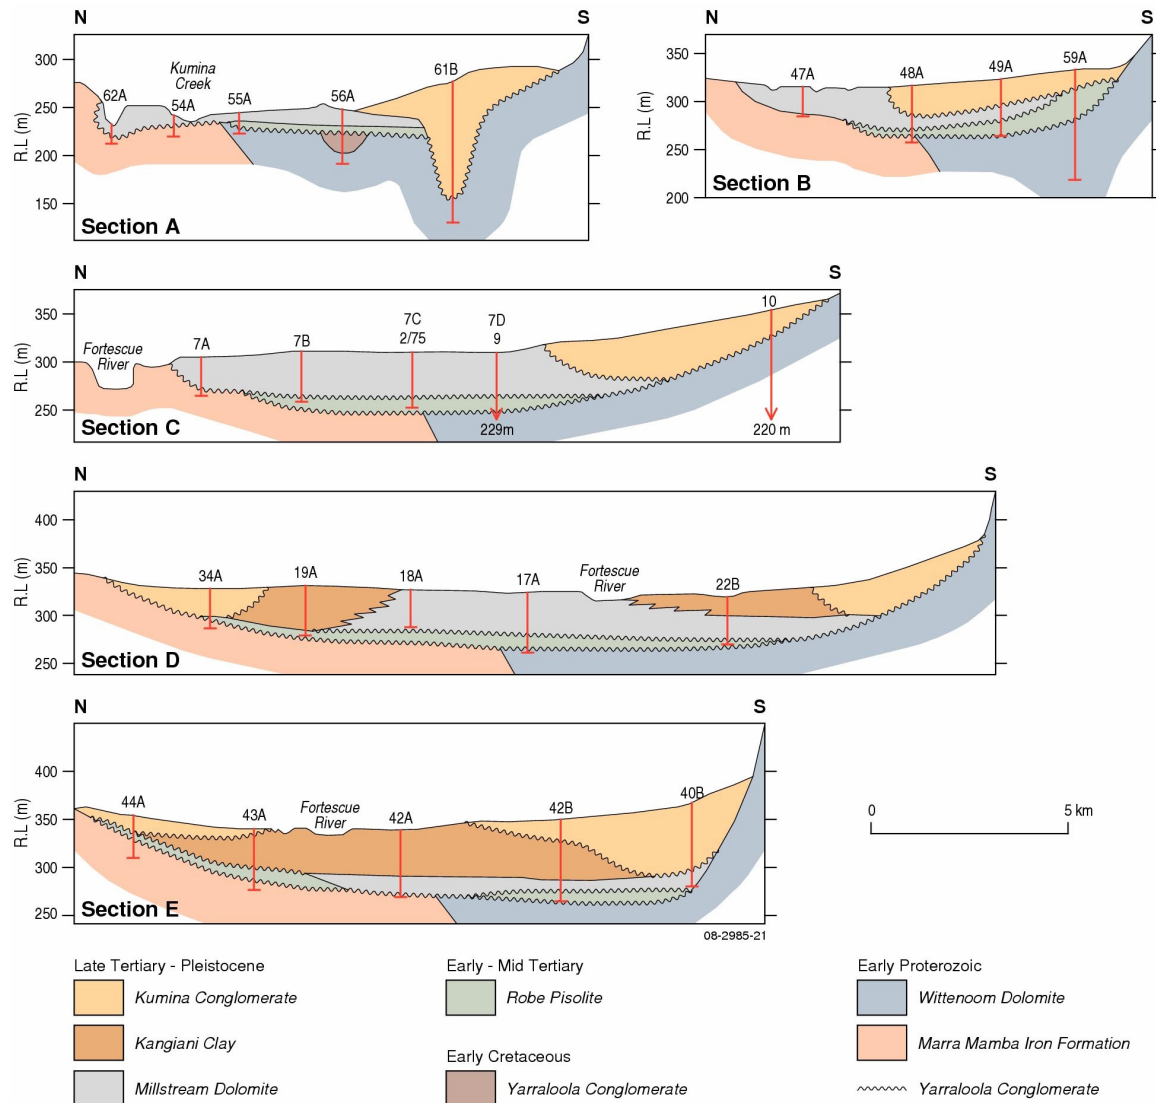 N
S
300
250
200
150
R.L (m)
62A
Kumina
Creek
54A
55A
56A
61B
Section A
N
S
350
300
250
200
R.L (m)
47A
48A
49A
59A
Section B
N
S
350
300
250
R.L (m)
Fortescue
River
7A
7B
7C
2/75
7D
9
10
229m
220 m
Section C
N
S
400
350
300
250
R.L (m)
34A
19A
18A
17A
Fortescue
River
22B
Section D
N
S
400
350
300
250
R.L (m)
44A
43A
Fortescue
River
42A
42B
40B
Section E
0
5 km
08-2985-21
Late Tertiary - Pleistocene
Kumina Conglomerate
Kangiani Clay
Millstream Dolomite
Early - Mid Tertiary
Robe Pisolite
Early Cretaceous
Yarraloola Conglomerate
Early Proterozoic
Wittenoom Dolomite
Marra Mamba Iron Formation
Yarraloola Conglomerate